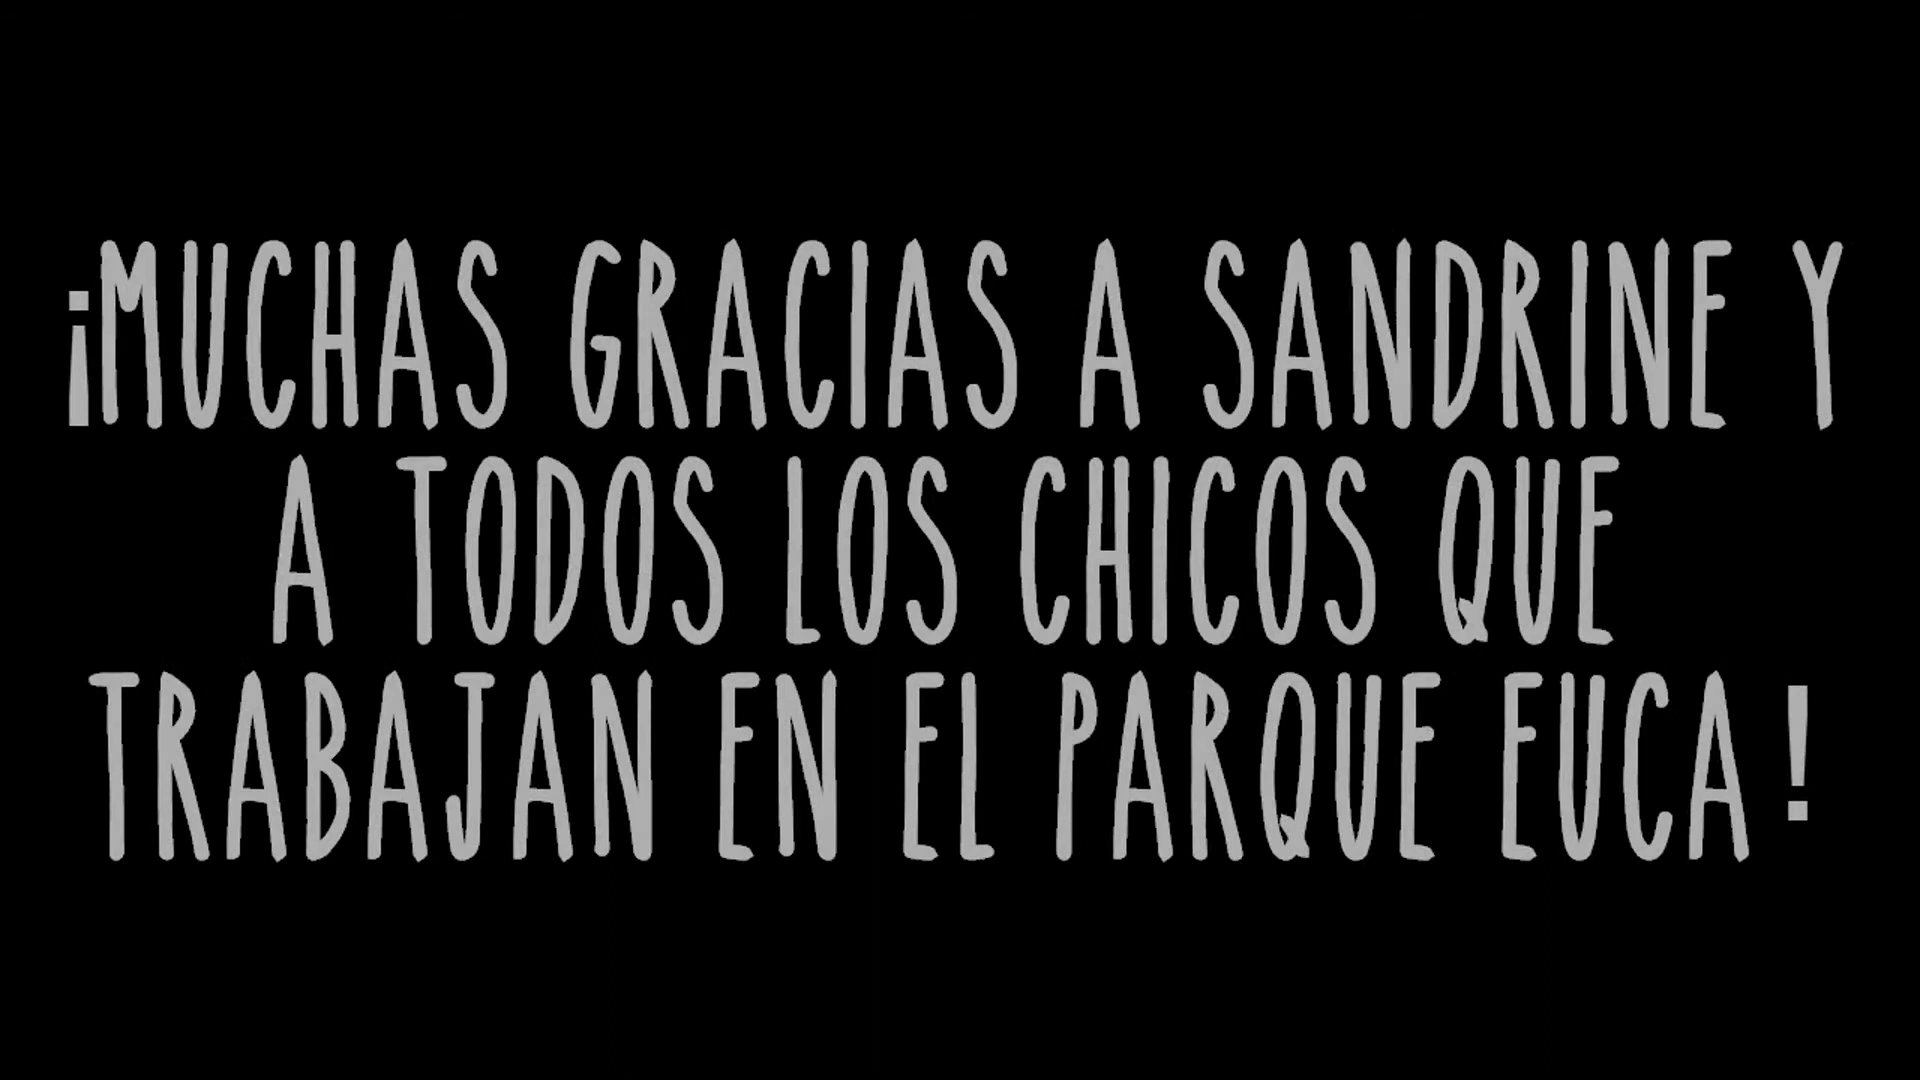 ¡MUCHAS GRACIAS A SANDRINE Y
A TODOS LOS CHICOS QUE
TRABAJAN EN EL PARQUE EUCA!